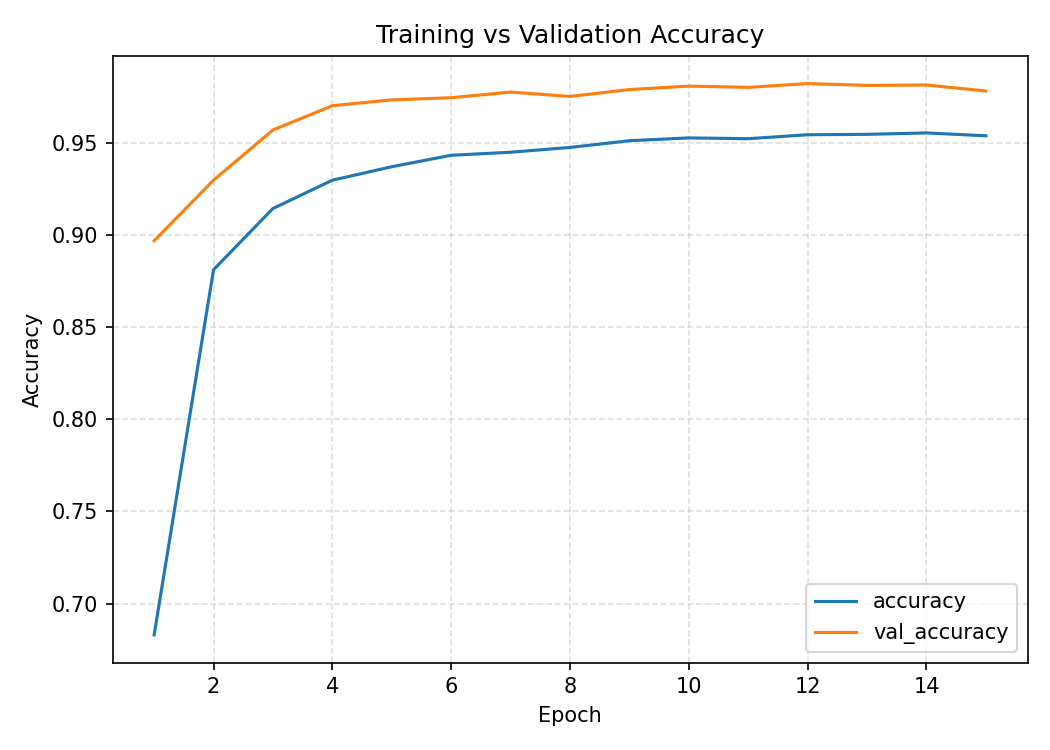 Training vs Validation Accuracy
Accuracy
0.95
0.90
0.85
0.80
0.75
0.70
2 4 6 8 10 12 14
Epoch
accuracy
val_accuracy